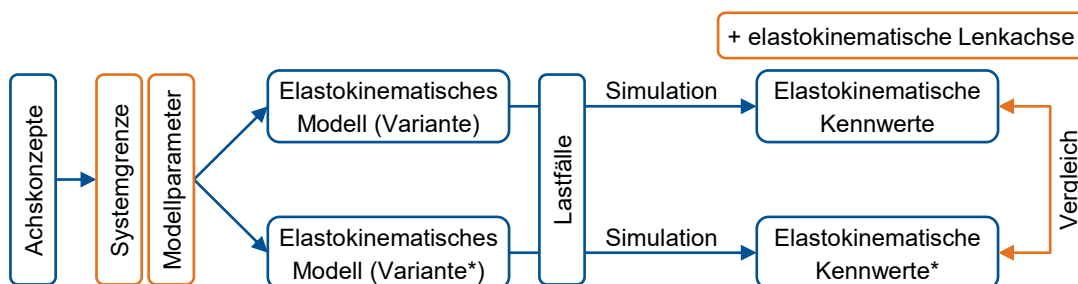 + elastokinematische Lenkachse
Achskonzepte
Systemgrenze
Modellparameter
Elastokinematisches
Modell (Variante)
Elastokinematisches
Modell (Variante*)
Lastfälle
Simulation
Simulation
Elastokinematische
Kennwerte
Elastokinematische
Kennwerte*
Vergleich